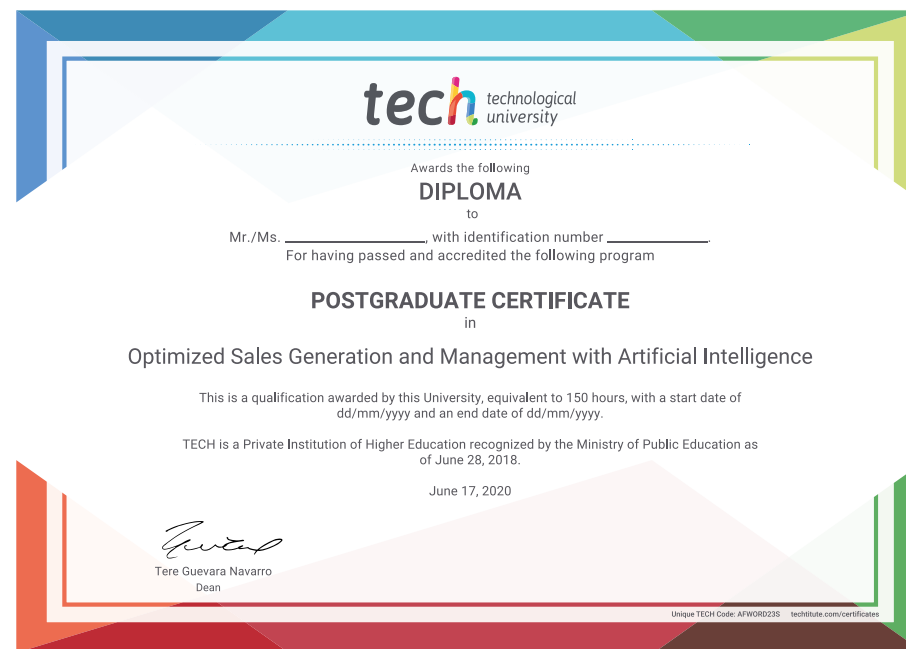 tech technological
university
Awards the following
DIPLOMA
to
Mr./Ms. ____________________, with identification number ______________.
For having passed and accredited the following program
POSTGRADUATE CERTIFICATE
in
Optimized Sales Generation and Management with Artificial Intelligence
This is a qualification awarded by this University, equivalent to 150 hours, with a start date of
dd/mm/yyyy and an end date of dd/mm/yyyy.
TECH is a Private Institution of Higher Education recognized by the Ministry of Public Education as
of June 28, 2018.
June 17, 2020
Tere Guevara Navarro
Dean
Unique TECH Code: AFWORD23S techtitute.com/certificates